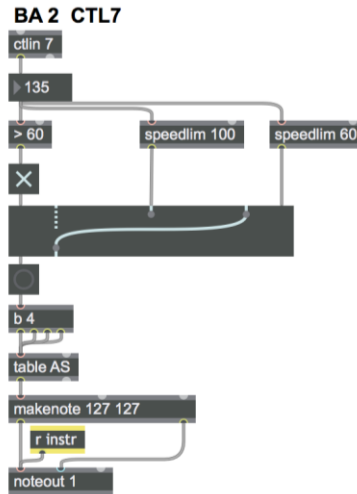 BA 2 CTL7
ctlin 7
135
> 60
speedlim 100
speedlim 60
b 4
table AS
makenote 127 127
r instr
noteout 1